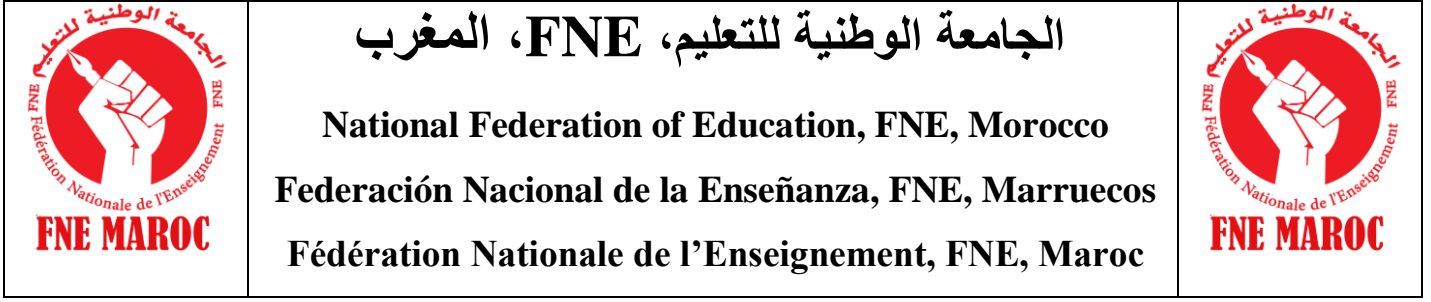 الجامعة الوطنية للتعليم
FNE Fédération Nationale de l'Enseignement FNE
FNE MAROC
الجامعة الوطنية للتعليم، FNE، المغرب
National Federation of Education, FNE, Morocco
Federación Nacional de la Enseñanza, FNE, Marruecos
Fédération Nationale de l’Enseignement, FNE, Maroc
الجامعة الوطنية للتعليم
FNE Fédération Nationale de l'Enseignement FNE
FNE MAROC